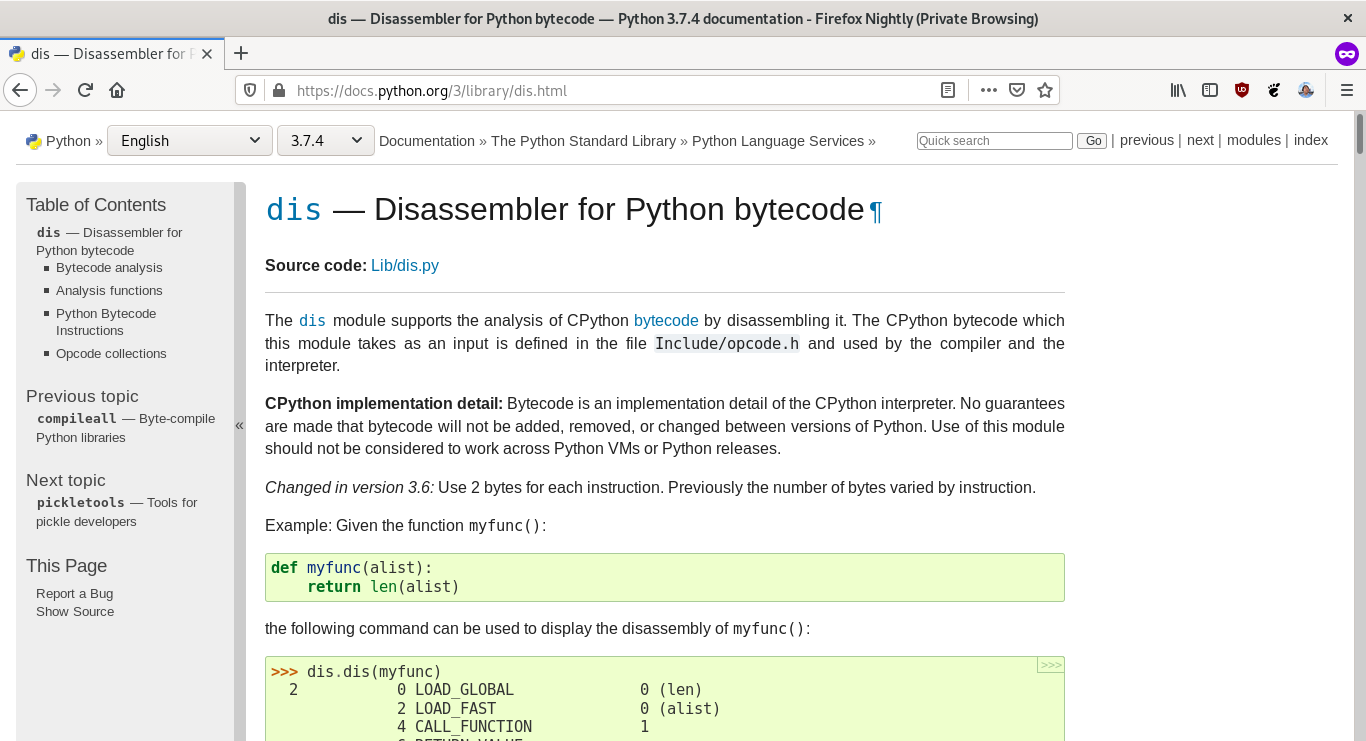 dis — Disassembler for Python bytecode — Python 3.7.4 documentation - Firefox Nightly (Private Browsing)
dis — Disassembler for
https://docs.python.org/3/library/dis.html
Python » English 3.7.4 Documentation » The Python Standard Library » Python Language Services » Quick search Go | previous | next | modules | index
Table of Contents
dis — Disassembler for
Python bytecode
Bytecode analysis
Analysis functions
Python Bytecode
Instructions
Opcode collections
Previous topic
compileall — Byte-compile
Python libraries
Next topic
pickletools — Tools for
pickle developers
This Page
Report a Bug
Show Source
«
dis — Disassembler for Python bytecode¶
Source code: Lib/dis.py
The dis module supports the analysis of CPython bytecode by disassembling it. The CPython bytecode which
this module takes as an input is defined in the file Include/opcode.h and used by the compiler and the
interpreter.
CPython implementation detail: Bytecode is an implementation detail of the CPython interpreter. No guarantees
are made that bytecode will not be added, removed, or changed between versions of Python. Use of this module
should not be considered to work across Python VMs or Python releases.
Changed in version 3.6: Use 2 bytes for each instruction. Previously the number of bytes varied by instruction.
Example: Given the function myfunc():
def myfunc(alist):
    return len(alist)
the following command can be used to display the disassembly of myfunc():
>>>
>>> dis.dis(myfunc)
  2           0 LOAD_GLOBAL              0 (len)
              2 LOAD_FAST                0 (alist)
              4 CALL_FUNCTION            1